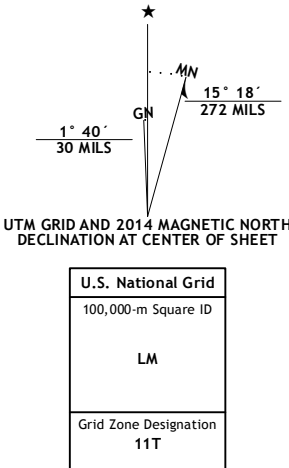 ★
MN
15° 18´
272 MILS
GN
1° 40´
30 MILS
UTM GRID AND 2014 MAGNETIC NORTH
DECLINATION AT CENTER OF SHEET
U.S. National Grid
100,000-m Square ID
LM
Grid Zone Designation
11T